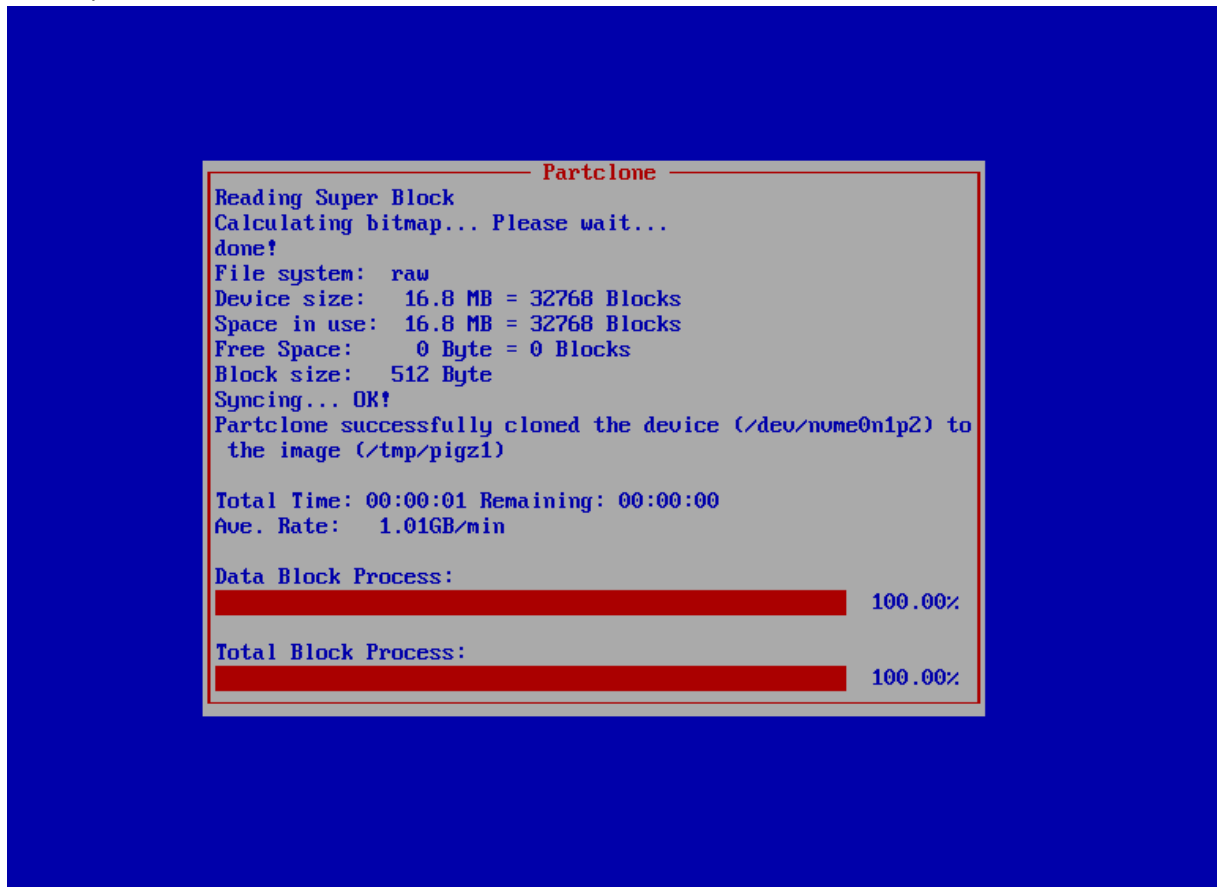 Partclone
Reading Super Block
Calculating bitmap... Please wait...
done!
File system:  raw
Device size:   16.8 MB = 32768 Blocks
Space in use:  16.8 MB = 32768 Blocks
Free Space:     0 Byte = 0 Blocks
Block size:   512 Byte
Syncing... OK!
Partclone successfully cloned the device (/dev/nvme0n1p2) to
 the image (/tmp/pigz1)
Total Time: 00:00:01 Remaining: 00:00:00
Ave. Rate:   1.01GB/min
Data Block Process:
100.00%
Total Block Process:
100.00%